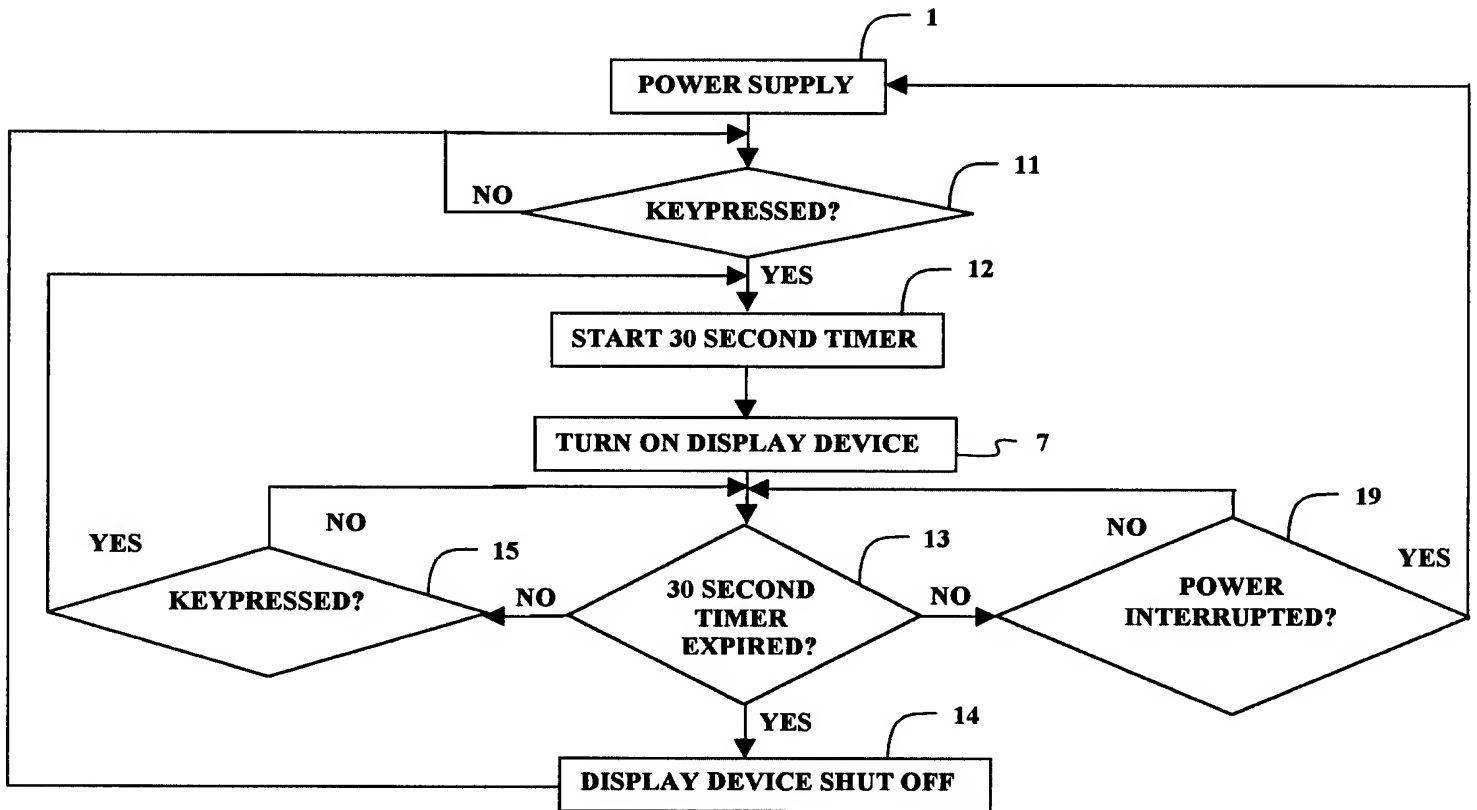 1
POWER SUPPLY
11
NO
KEYPRESSED?
YES
12
START 30 SECOND TIMER
TURN ON DISPLAY DEVICE
7
19
NO
NO
YES
15
13
YES
KEYPRESSED?
NO
30 SECOND
TIMER
EXPIRED?
NO
POWER
INTERRUPTED?
YES
14
DISPLAY DEVICE SHUT OFF